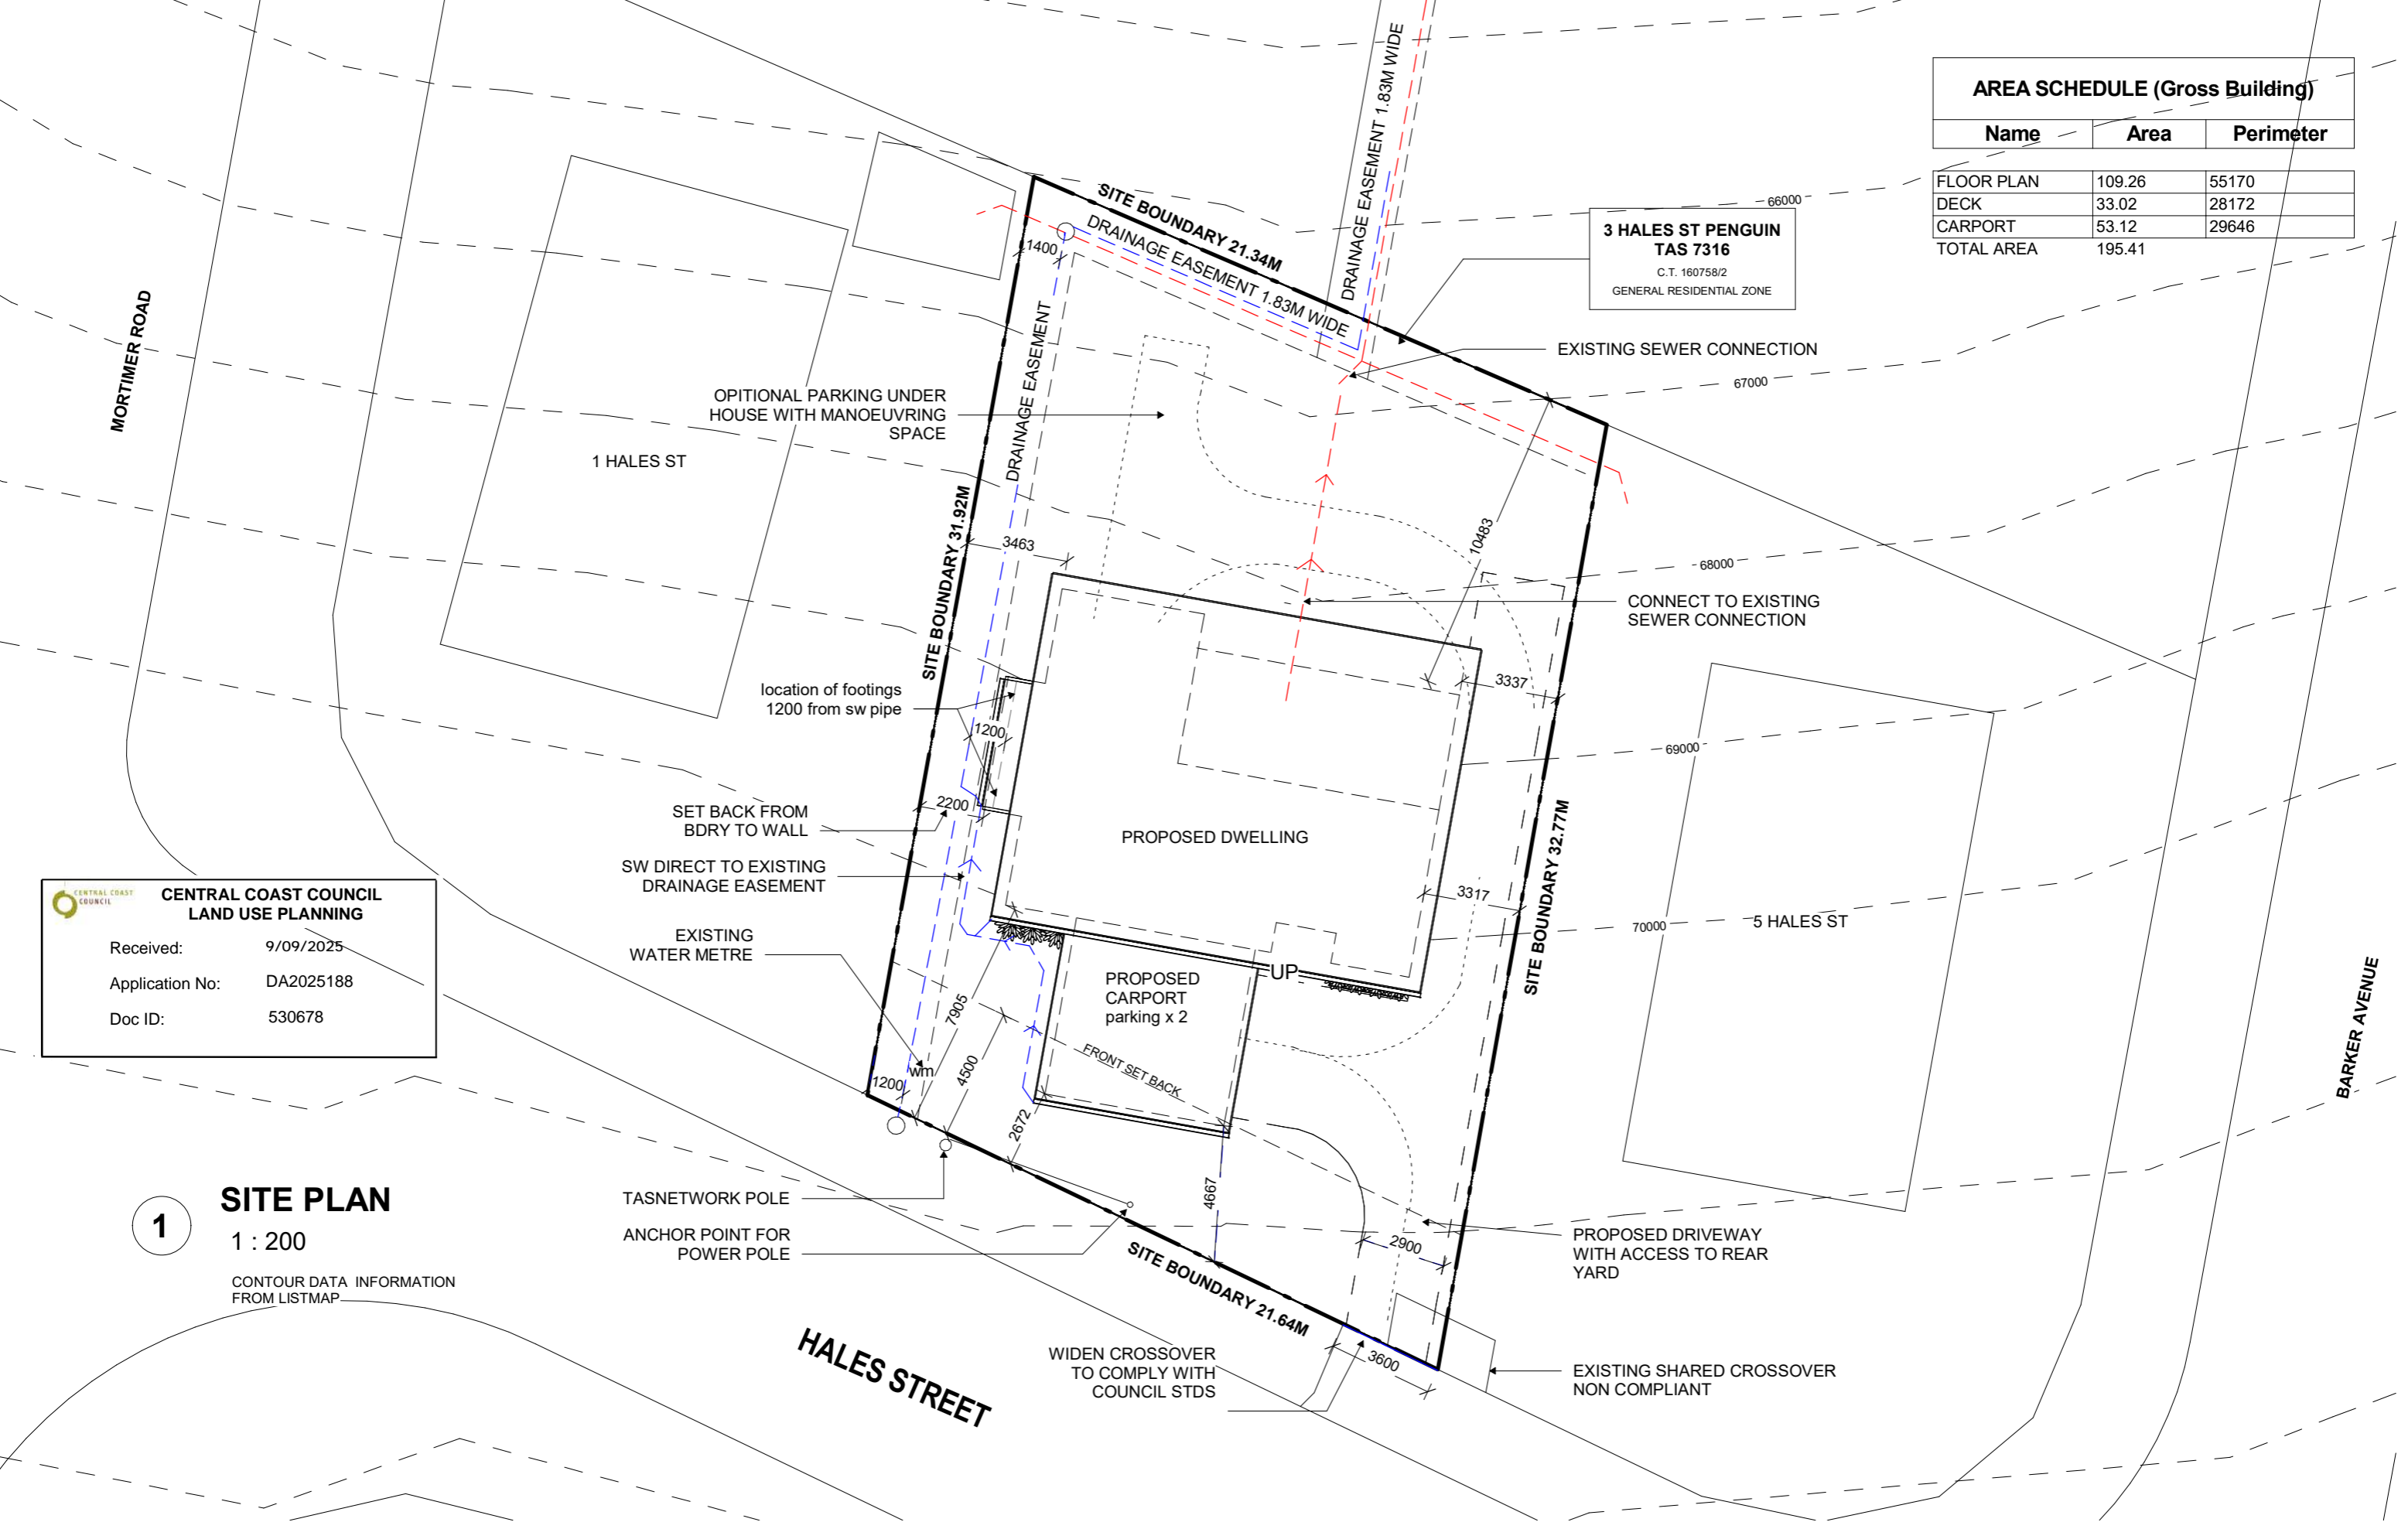 AREA SCHEDULE (Gross Building)
Name Area Perimeter
FLOOR PLAN 109.26 55170
DECK 33.02 28172
CARPORT 53.12 29646
TOTAL AREA 195.41
3 HALES ST PENGUIN
TAS 7316
C.T. 160758/2
GENERAL RESIDENTIAL ZONE
DRAINAGE EASEMENT 1.83M WIDE
SITE BOUNDARY 21.34M
DRAINAGE EASEMENT 1.83M WIDE
1400
DRAINAGE EASEMENT
66000
EXISTING SEWER CONNECTION
67000
MORTIMER ROAD
OPITIONAL PARKING UNDER
HOUSE WITH MANOEUVRING
SPACE
1 HALES ST
SITE BOUNDARY 31.92M
3463
10483
68000
CONNECT TO EXISTING
SEWER CONNECTION
location of footings
1200 from sw pipe
1200
3337
69000
SET BACK FROM
BDRY TO WALL
2200
PROPOSED DWELLING
SITE BOUNDARY 32.77M
SW DIRECT TO EXISTING
DRAINAGE EASEMENT
3317
70000
5 HALES ST
CENTRAL COAST
COUNCIL
CENTRAL COAST COUNCIL
LAND USE PLANNING
Received: 9/09/2025
Application No: DA2025188
Doc ID: 530678
EXISTING
WATER METRE
UP
PROPOSED
CARPORT
parking x 2
7905
4500
FRONT SET BACK
wm
1200
2672
BARKER AVENUE
TASNETWORK POLE
ANCHOR POINT FOR
POWER POLE
4667
2900
PROPOSED DRIVEWAY
WITH ACCESS TO REAR
YARD
SITE BOUNDARY 21.64M
1
SITE PLAN
1 : 200
CONTOUR DATA INFORMATION
FROM LISTMAP
HALES STREET
WIDEN CROSSOVER
TO COMPLY WITH
COUNCIL STDS
3600
EXISTING SHARED CROSSOVER
NON COMPLIANT